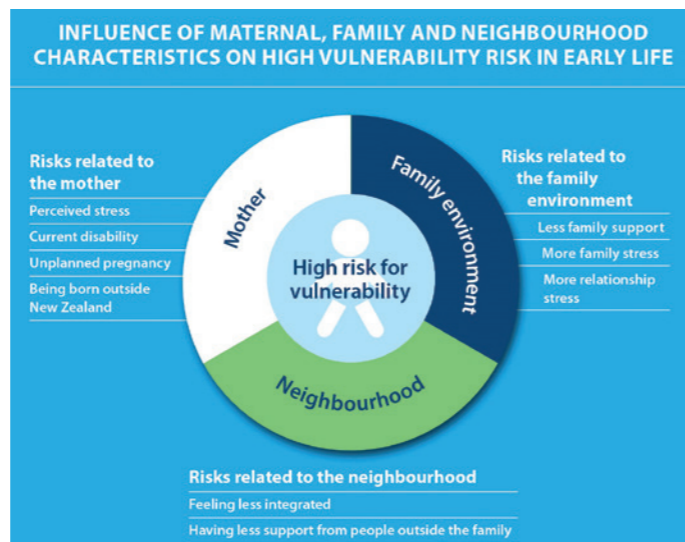 INFLUENCE OF MATERNAL, FAMILY AND NEIGHBOURHOOD
CHARACTERISTICS ON HIGH VULNERABILITY RISK IN EARLY LIFE
Risks related to
the mother
Perceived stress
Current disability
Unplanned pregnancy
Being born outside
New Zealand
Mother
Family environment
High risk for
vulnerability
Neighbourhood
Risks related to
the family
environment
Less family support
More family stress
More relationship
stress
Risks related to the neighbourhood
Feeling less integrated
Having less support from people outside the family